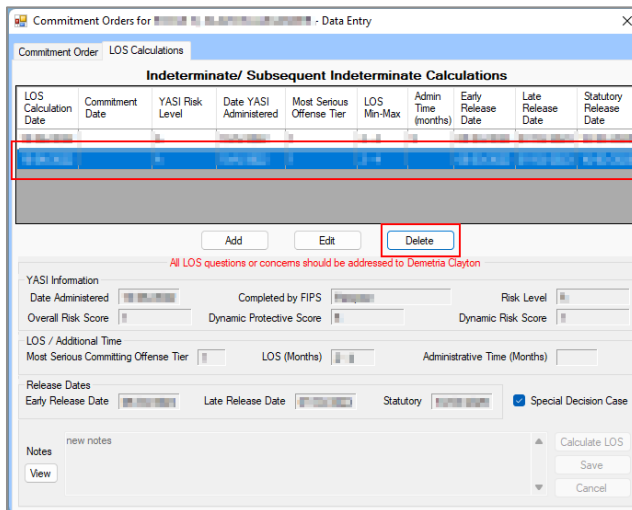 Commitment Orders for - Data Entry
Commitment Order LOS Calculations
Indeterminate/ Subsequent Indeterminate Calculations
LOS Calculation Date Commitment Date YASI Risk Level Date YASI Administered Most Serious Offense Tier LOS Min-Max Admin Time (months) Early Release Date Late Release Date Statutory Release Date
Add Edit Delete
All LOS questions or concerns should be addressed to Demetria Clayton
YASI Information
Date Administered Completed by FIPS Risk Level
Overall Risk Score Dynamic Protective Score Dynamic Risk Score
LOS / Additional Time
Most Serious Committing Offense Tier LOS (Months) Administrative Time (Months)
Release Dates
Early Release Date Late Release Date Statutory Special Decision Case
Notes new notes Calculate LOS
View Save
Cancel